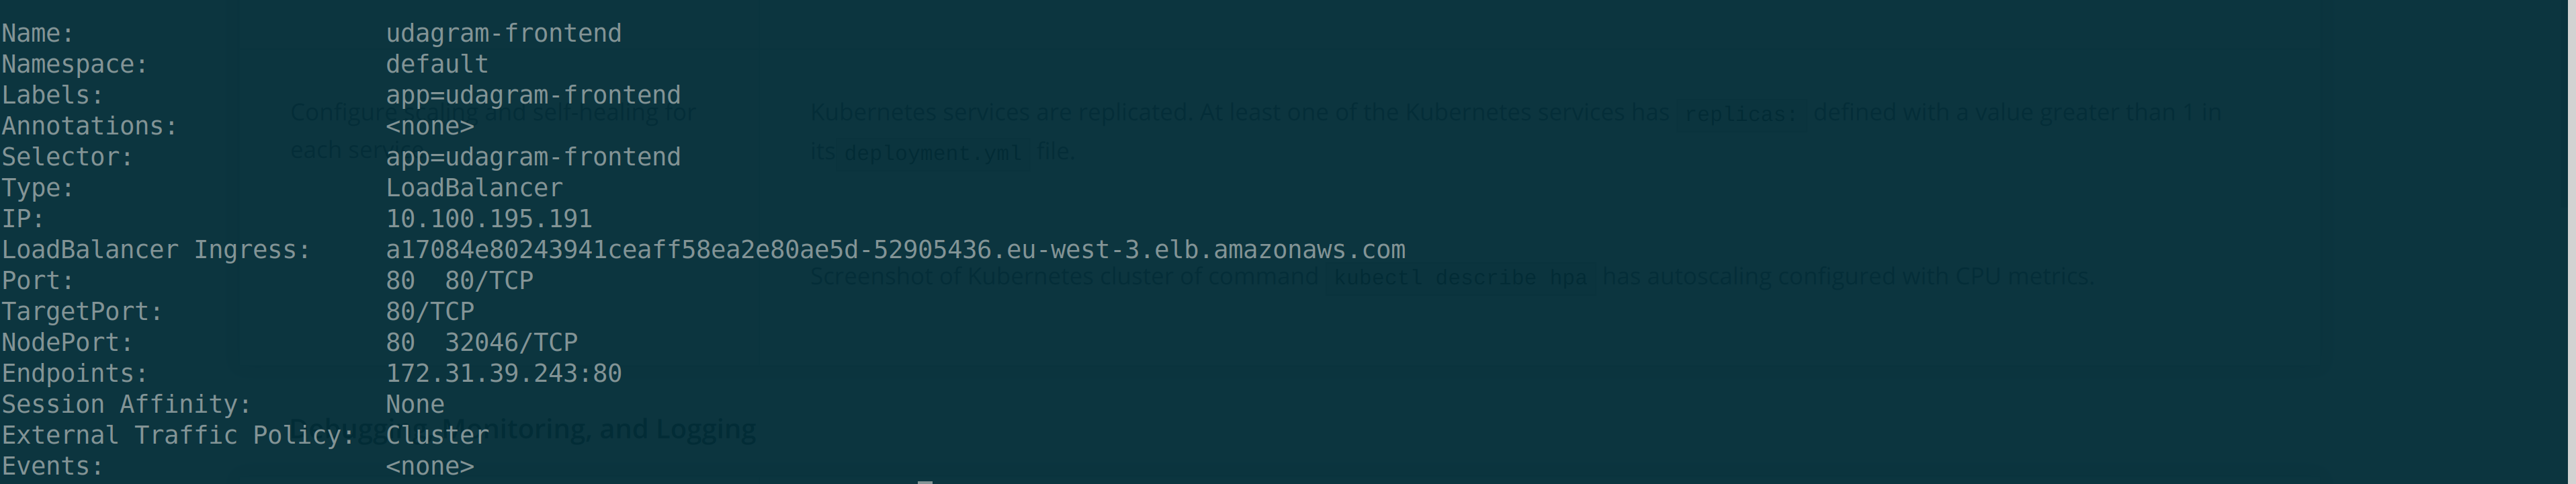 Name: udagram-frontend
Namespace: default
Labels: app=udagram-frontend
Annotations: <none>
Selector: app=udagram-frontend
Type: LoadBalancer
IP: 10.100.195.191
LoadBalancer Ingress: a17084e80243941ceaff58ea2e80ae5d-52905436.eu-west-3.elb.amazonaws.com
Port: 80 80/TCP
TargetPort: 80/TCP
NodePort: 80 32046/TCP
Endpoints: 172.31.39.243:80
Session Affinity: None
External Traffic Policy: Cluster
Events: <none>
Configure scaling and self-healing for
each service
Kubernetes services are replicated. At least one of the Kubernetes services has replicas: defined with a value greater than 1 in
its deployment.yml file.
Screenshot of Kubernetes cluster of command kubectl describe hpa has autoscaling configured with CPU metrics.
Debugging, Monitoring, and Logging